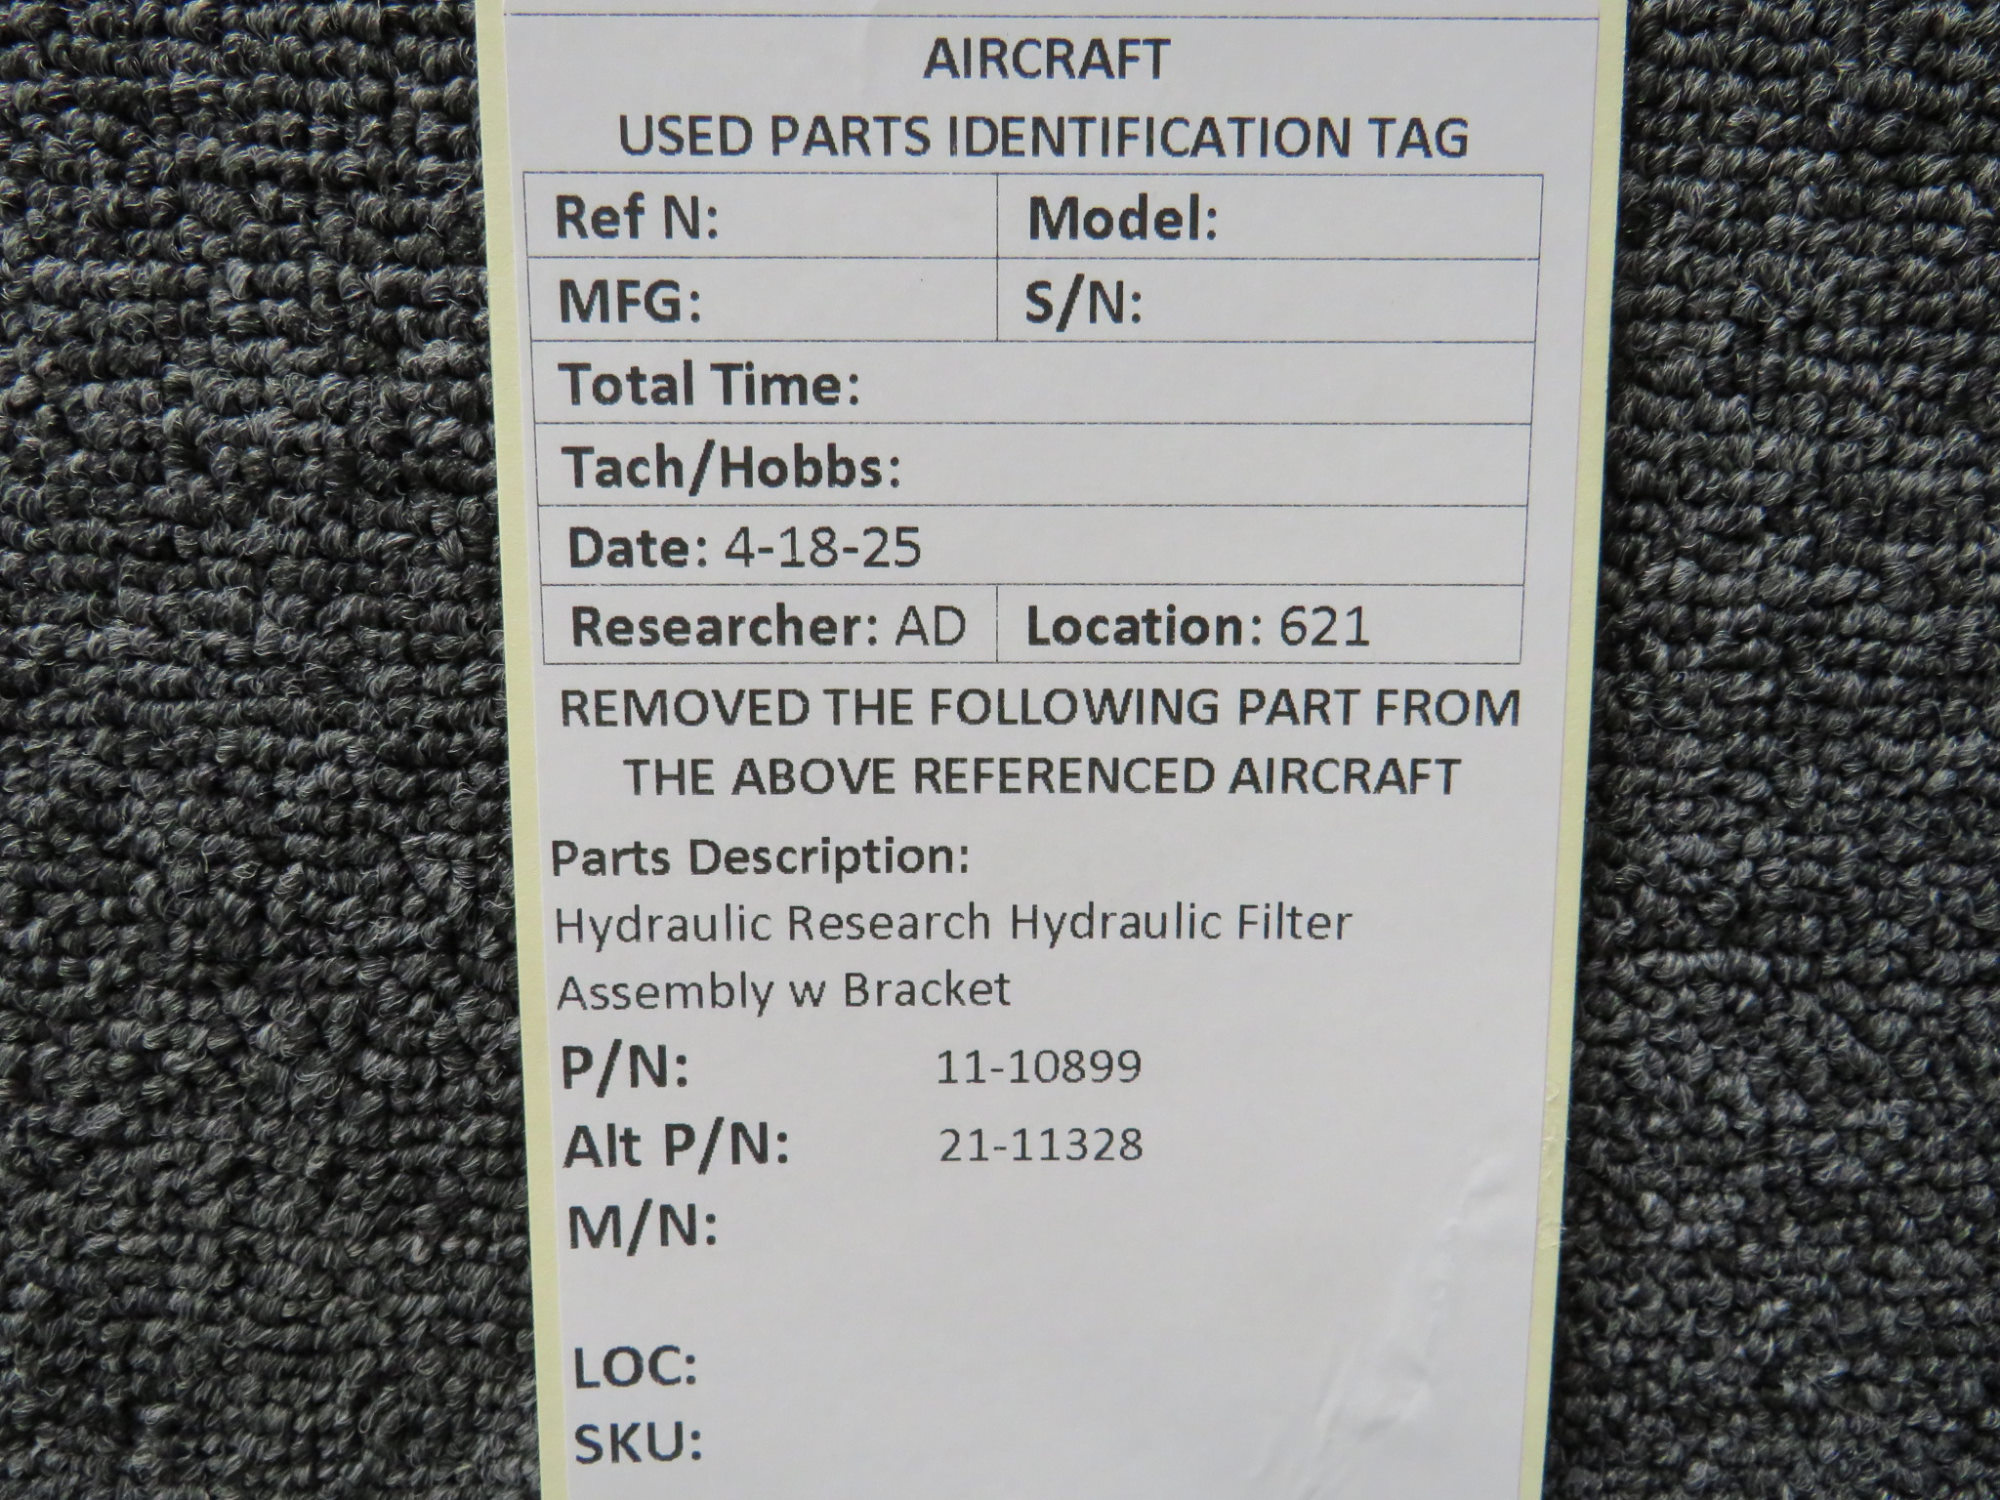 AIRCRAFT
USED PARTS IDENTIFICATION TAG
Ref N: Model:
MFG: S/N:
Total Time:
Tach/Hobbs:
Date: 4-18-25
Researcher: AD Location: 621
REMOVED THE FOLLOWING PART FROM
THE ABOVE REFERENCED AIRCRAFT
Parts Description:
Hydraulic Research Hydraulic Filter
Assembly w Bracket
P/N: 11-10899
Alt P/N: 21-11328
M/N:
LOC:
SKU: